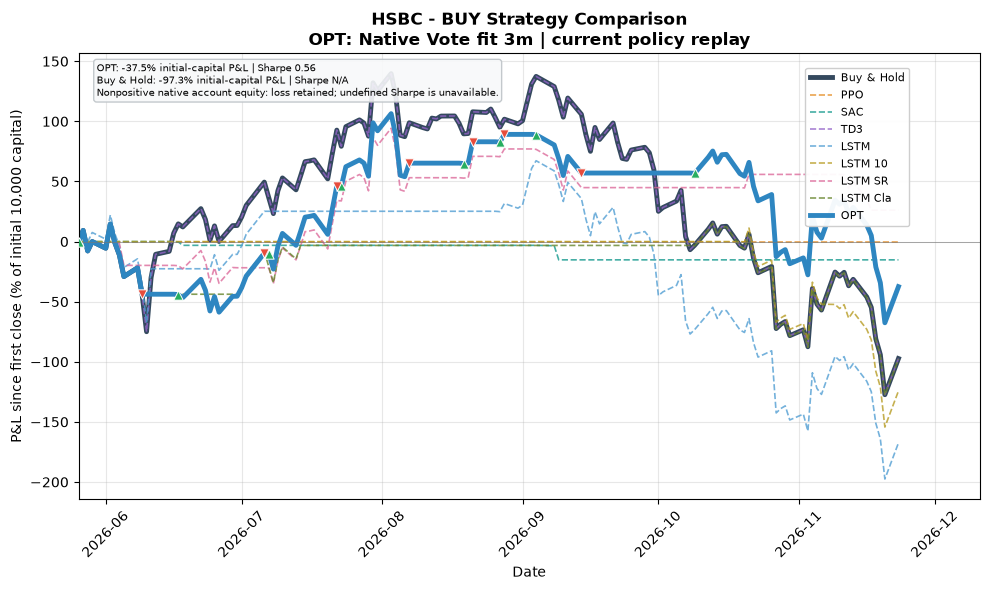 HSBC - BUY Strategy Comparison
OPT: Native Vote fit 3m | current policy replay
OPT: -37.5% initial-capital P&L | Sharpe 0.56
Buy & Hold: -97.3% initial-capital P&L | Sharpe N/A
Nonpositive native account equity: loss retained; undefined Sharpe is unavailable.
Buy & Hold
PPO
SAC
TD3
LSTM
LSTM 10
LSTM SR
LSTM Cla
OPT
P&L since first close (% of initial 10,000 capital)
150
100
50
0
−50
−100
−150
−200
2026-06
2026-07
2026-08
2026-09
2026-10
2026-11
2026-12
Date